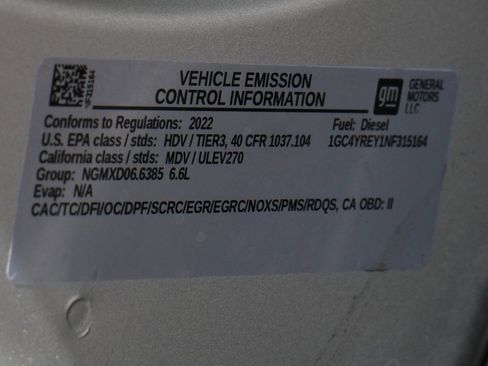 VEHICLE EMISSION
CONTROL INFORMATION
gm
GENERAL
MOTORS
LLC
NF315164
Conforms to Regulations: 2022
Fuel: Diesel
U.S. EPA class / stds: HDV / TIER3, 40 CFR 1037.104
1GC4YREY1NF315164
California class / stds: MDV / ULEV270
Group: NGMXD06.6385 6.6L
Evap: N/A
CAC/TC/DFI/OC/DPF/SCRC/EGR/EGRC/NOXS/PMS/RDQS, CA OBD: II